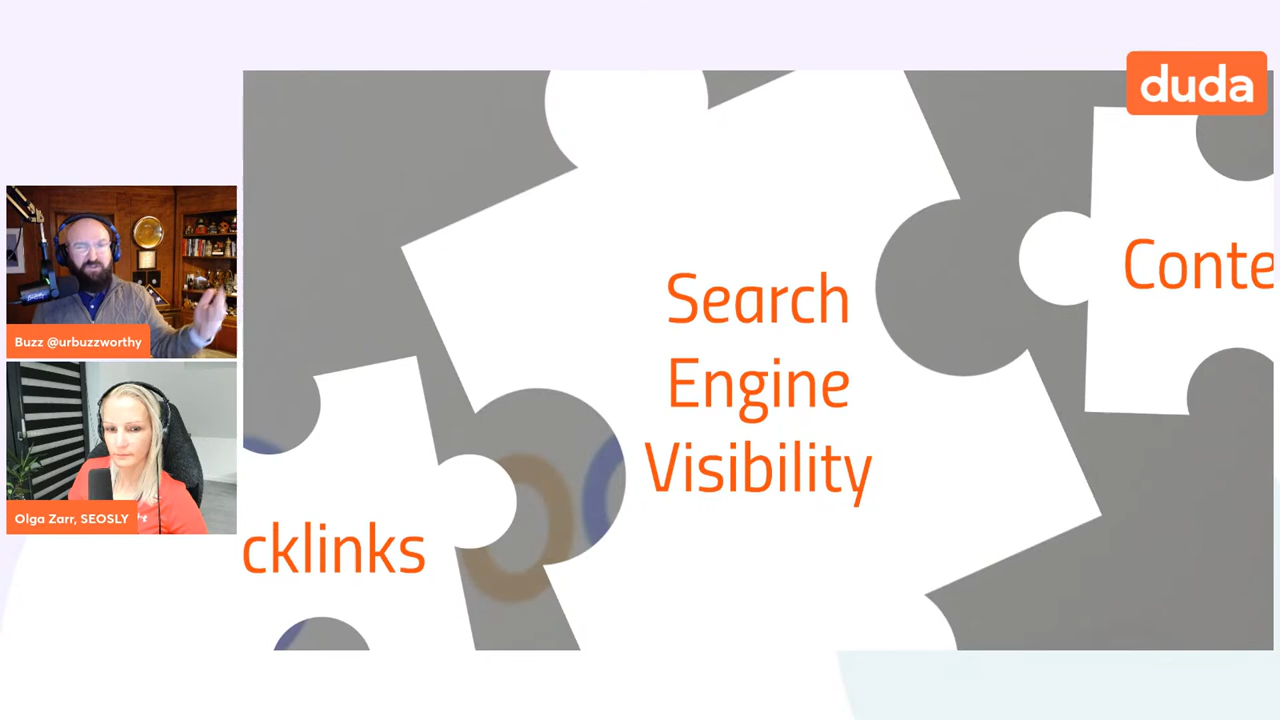 duda
Search
Engine
Visibility
Conte
cklinks
Buzz @urbuzzworthy
Olga Zarr, SEOSLY